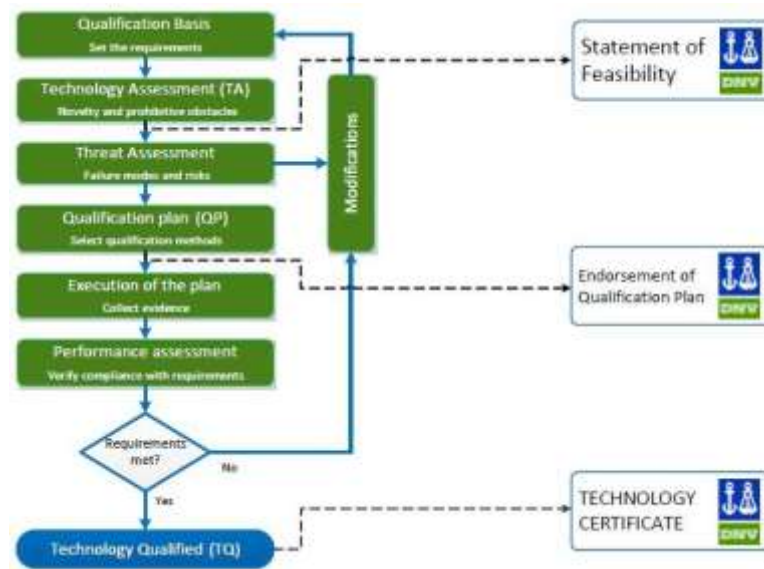 Qualification Basis
Set the requirements
Technology Assessment (TA)
Novelty and prohibitive obstacles
Threat Assessment
Failure modes and risks
Qualification plan (QP)
Select qualification methods
Execution of the plan
Collect evidence
Performance assessment
Verify compliance with requirements
Requirements
met?
No
Yes
Technology Qualified (TQ)
Modifications
Statement of
Feasibility
DNV
Endorsement of
Qualification Plan
DNV
TECHNOLOGY
CERTIFICATE
DNV